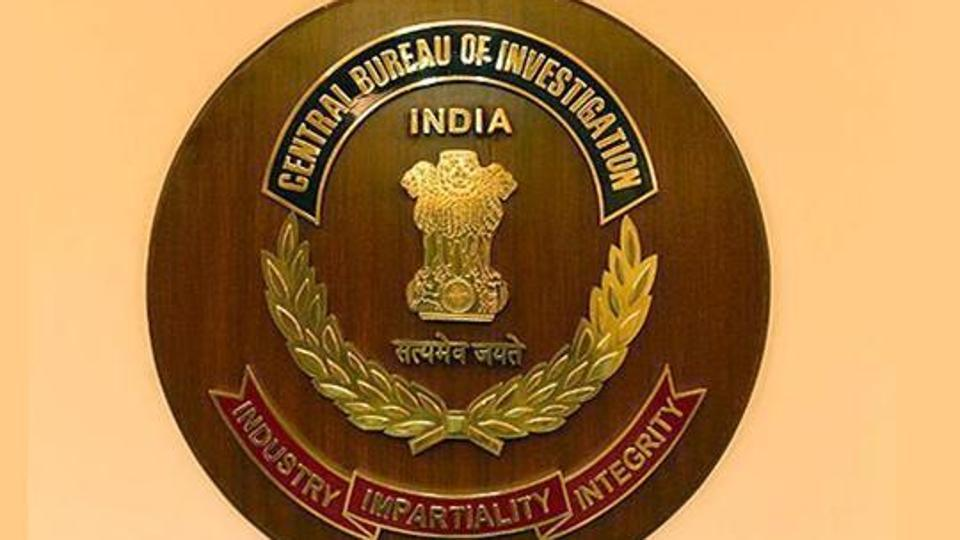 CENTRAL BUREAU OF INVESTIGATION
INDIA
सत्यमेव जयते
INDUSTRY IMPARTIALITY INTEGRITY